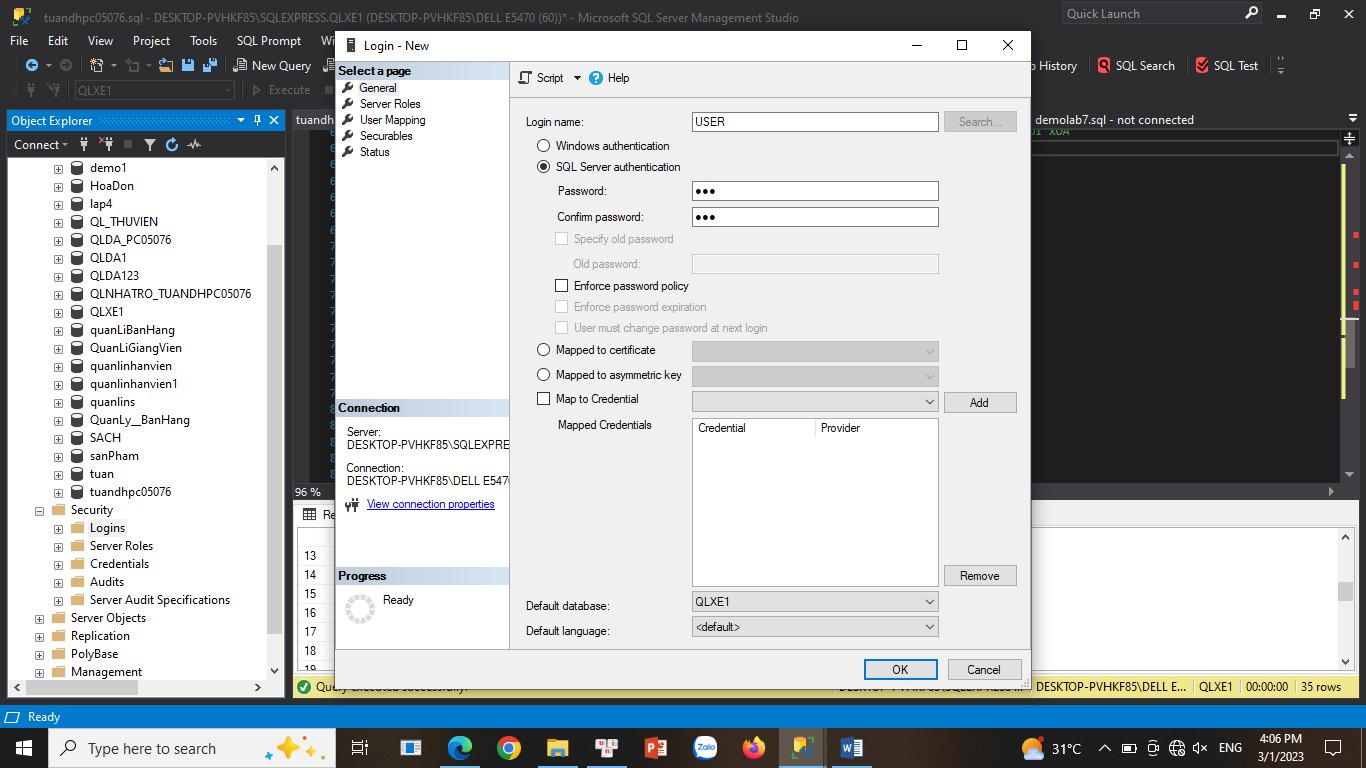 tuandhpc05076.sql - DESKTOP-PVHKF85\SQLEXPRESS.QLXE1 (DESKTOP-PVHKF85\DELL E5470 (60))* - Microsoft SQL Server Management Studio
Quick Launch
File Edit View Project Tools SQL Prompt
New Query
History SQL Search SQL Test
QLXE1
Execute
Object Explorer
Connect
demo1
HoaDon
lap4
QL_THUVIEN
QLDA_PC05076
QLDA1
QLDA123
QLNHATRO_TUANDHPC05076
QLXE1
quanLiBanHang
QuanLiGiangVien
quanlinhanvien
quanlinhanvien1
quanlins
QuanLy__BanHang
SACH
sanPham
tuan
tuandhpc05076
Security
Logins
Server Roles
Credentials
Audits
Server Audit Specifications
Server Objects
Replication
PolyBase
Management
demolab7.sql - not connected
XOA
96 %
13
14
15
16
17
18
19
Login - New
Select a page
General
Server Roles
User Mapping
Securables
Status
Connection
Server:
DESKTOP-PVHKF85\SQLEXPRE
Connection:
DESKTOP-PVHKF85\DELL E5470
View connection properties
Progress
Ready
Script Help
Login name: USER Search...
Windows authentication
SQL Server authentication
Password: ●●●
Confirm password: ●●●
Specify old password
Old password:
Enforce password policy
Enforce password expiration
User must change password at next login
Mapped to certificate
Mapped to asymmetric key
Map to Credential Add
Mapped Credentials Credential Provider
Remove
Default database: QLXE1
Default language: <default>
OK Cancel
Query executed successfully.
DESKTOP-PVHKF85\SQLEXPRESS ... DESKTOP-PVHKF85\DELL E... QLXE1 00:00:00 35 rows
Ready
Type here to search
Zalo
31°C ENG 4:06 PM
3/1/2023